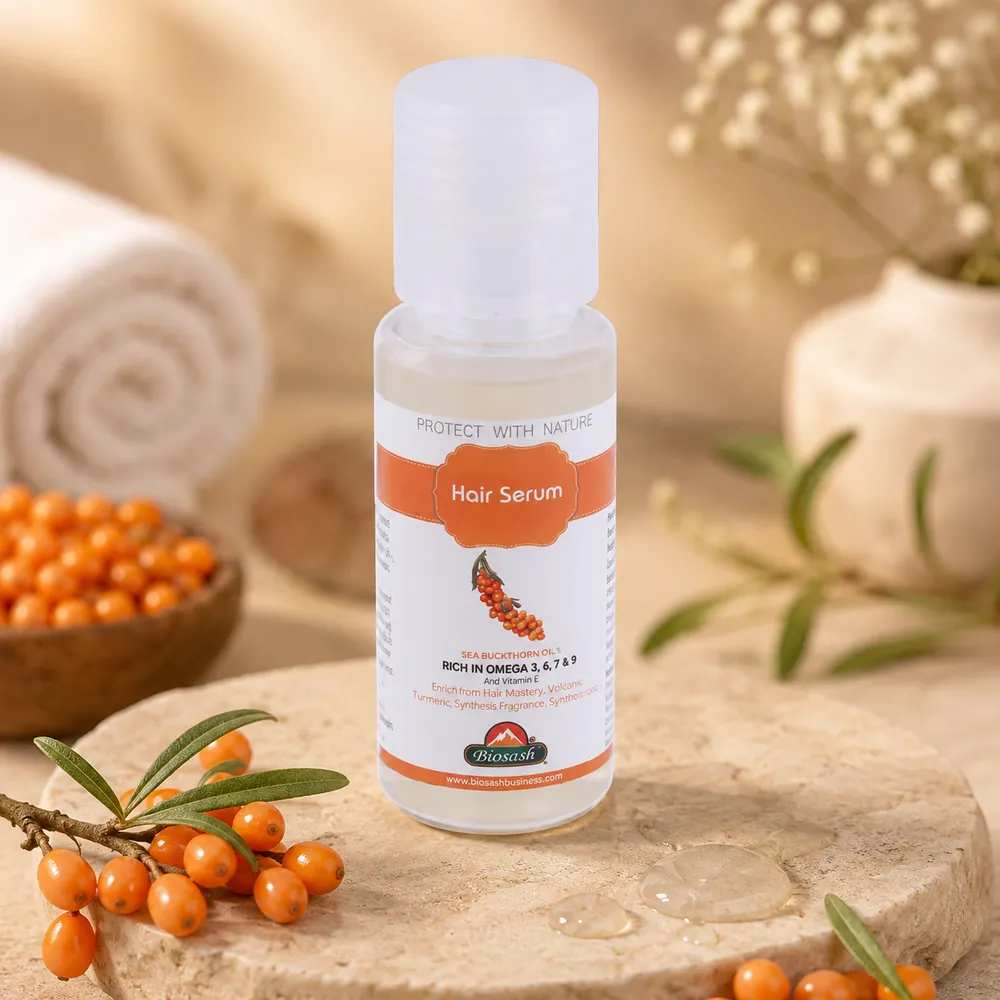 PROTECT WITH NATURE
Hair Serum
SEA BUCKTHORN OIL
RICH IN OMEGA 3, 6, 7 & 9
And Vitamin E
Enrich from Hair Mastery, Volcanic
Turmeric, Synthesis Fragrance,
Biosash
www.biosashbusiness.com